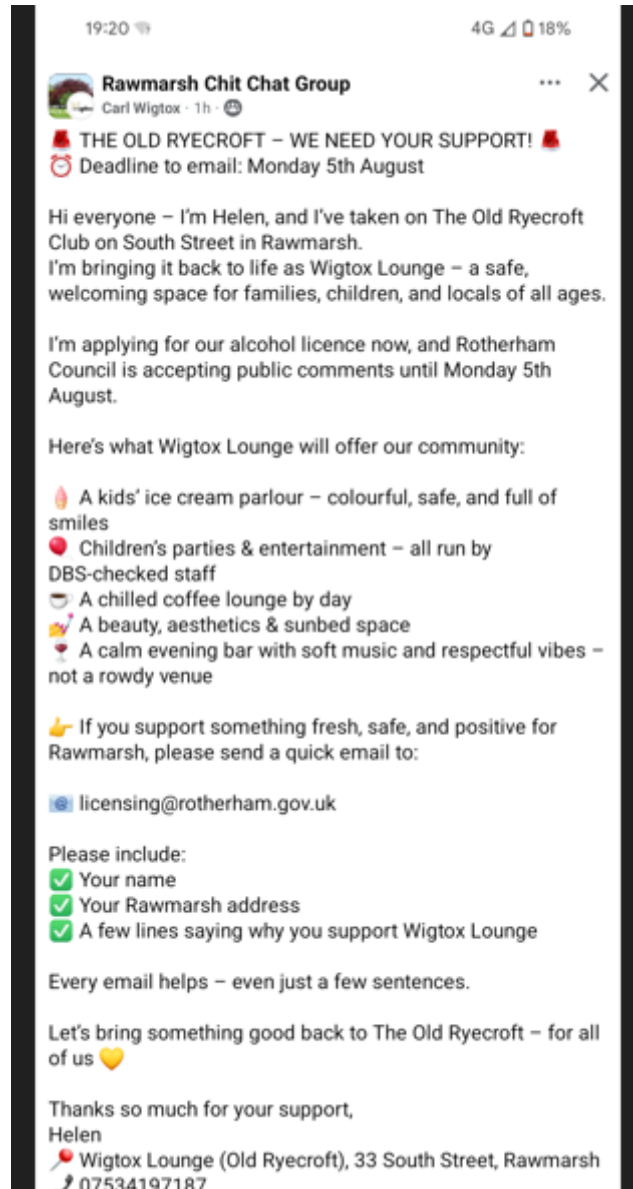 19:20 4G 18%
Rawmarsh Chit Chat Group
Carl Wigtox · 1h ·
THE OLD RYECROFT – WE NEED YOUR SUPPORT!
Deadline to email: Monday 5th August
Hi everyone – I'm Helen, and I've taken on The Old Ryecroft
Club on South Street in Rawmarsh.
I'm bringing it back to life as Wigtox Lounge – a safe,
welcoming space for families, children, and locals of all ages.
I'm applying for our alcohol licence now, and Rotherham
Council is accepting public comments until Monday 5th
August.
Here's what Wigtox Lounge will offer our community:
🍦 A kids' ice cream parlour – colourful, safe, and full of
smiles
🎈 Children's parties & entertainment – all run by
DBS-checked staff
☕ A chilled coffee lounge by day
💅 A beauty, aesthetics & sunbed space
🍷 A calm evening bar with soft music and respectful vibes –
not a rowdy venue
👉 If you support something fresh, safe, and positive for
Rawmarsh, please send a quick email to:
📧 licensing@rotherham.gov.uk
Please include:
✅ Your name
✅ Your Rawmarsh address
✅ A few lines saying why you support Wigtox Lounge
Every email helps – even just a few sentences.
Let's bring something good back to The Old Ryecroft – for all
of us 💛
Thanks so much for your support,
Helen
📍 Wigtox Lounge (Old Ryecroft), 33 South Street, Rawmarsh
07534197187